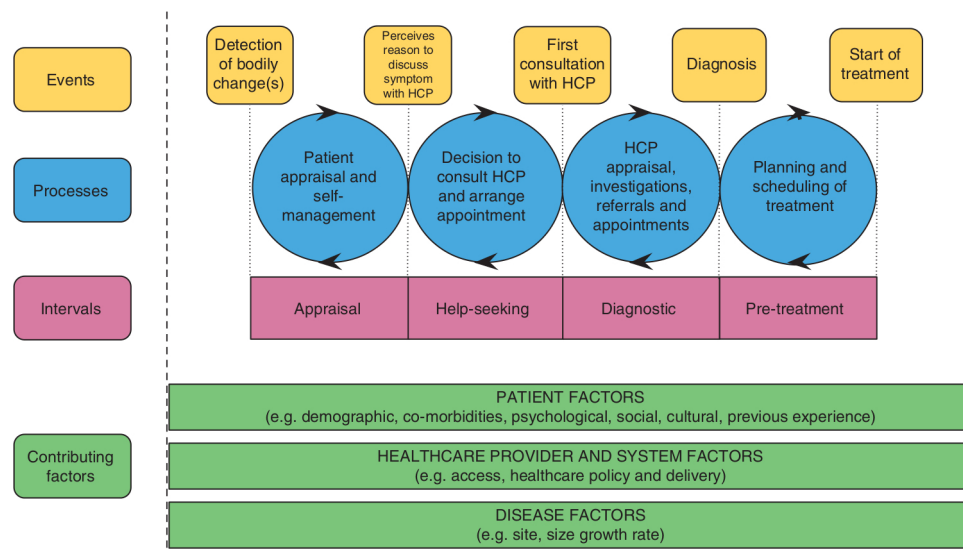 Events
Detection
of bodily
change(s)
Perceives
reason to
discuss
symptom
with HCP
First
consultation
with HCP
Diagnosis
Start of
treatment
Processes
Patient
appraisal and
self-
management
Decision to
consult HCP
and arrange
appointment
HCP
appraisal,
investigations,
referrals and
appointments
Planning and
scheduling of
treatment
Intervals
Appraisal
Help-seeking
Diagnostic
Pre-treatment
Contributing
factors
PATIENT FACTORS
(e.g. demographic, co-morbidities, psychological, social, cultural, previous experience)
HEALTHCARE PROVIDER AND SYSTEM FACTORS
(e.g. access, healthcare policy and delivery)
DISEASE FACTORS
(e.g. site, size growth rate)